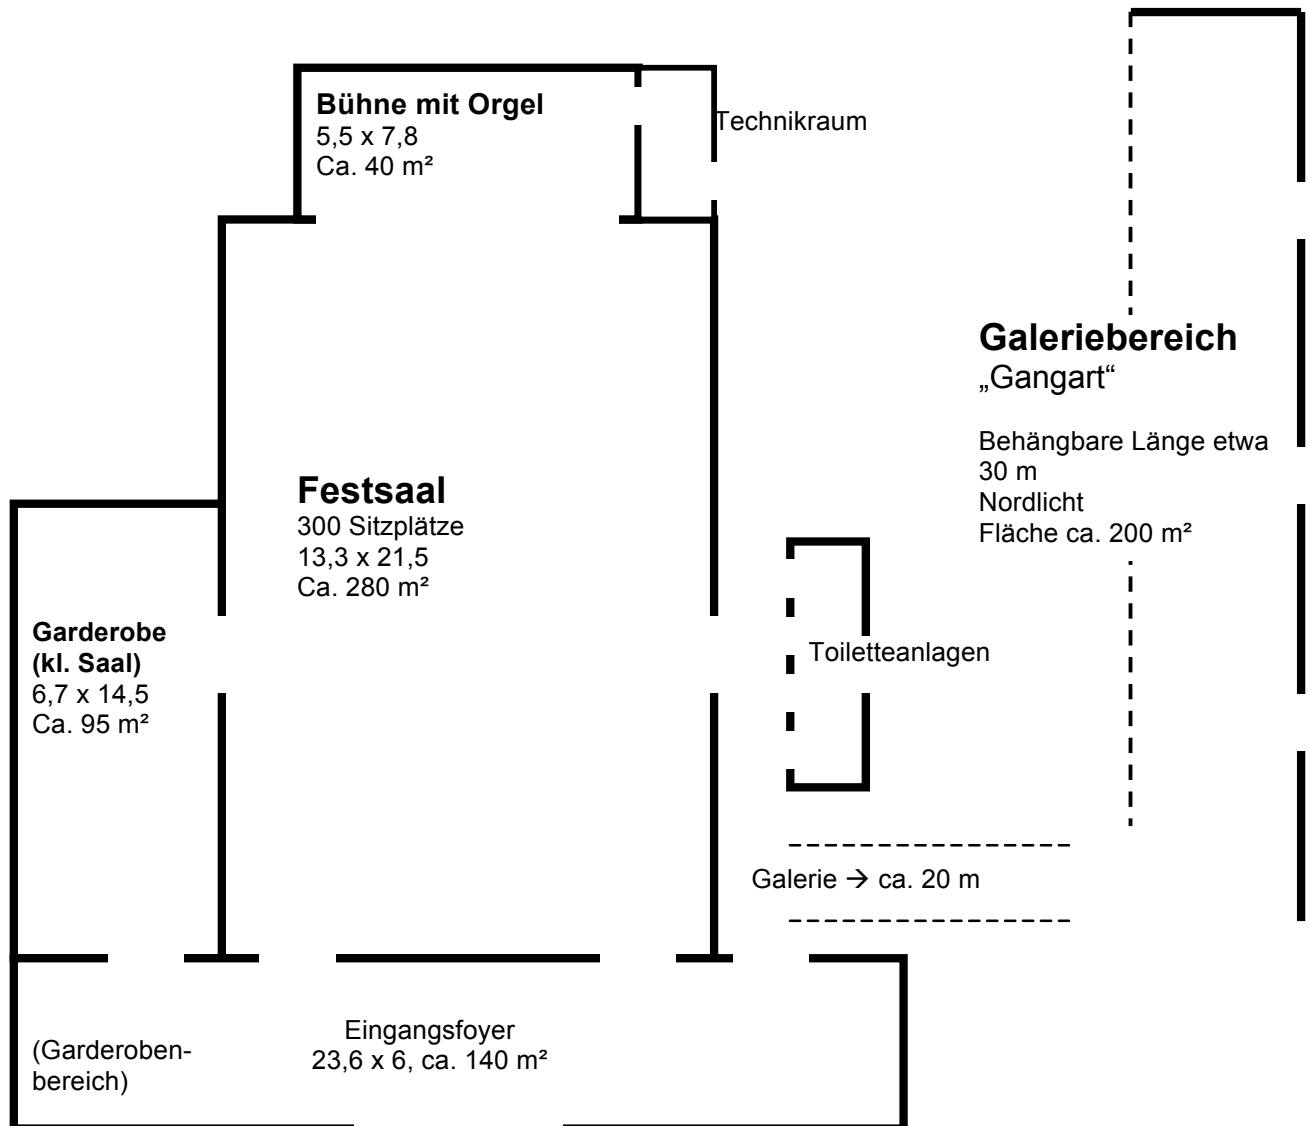 Bühne mit Orgel
5,5 x 7,8
Ca. 40 m²
Technikraum
Galeriebereich
„Gangart“
Behängbare Länge etwa
30 m
Nordlicht
Fläche ca. 200 m²
Festsaal
300 Sitzplätze
13,3 x 21,5
Ca. 280 m²
Garderobe
(kl. Saal)
6,7 x 14,5
Ca. 95 m²
Toiletteanlagen
Galerie → ca. 20 m
Eingangsfoyer
23,6 x 6, ca. 140 m²
(Garderoben-
bereich)